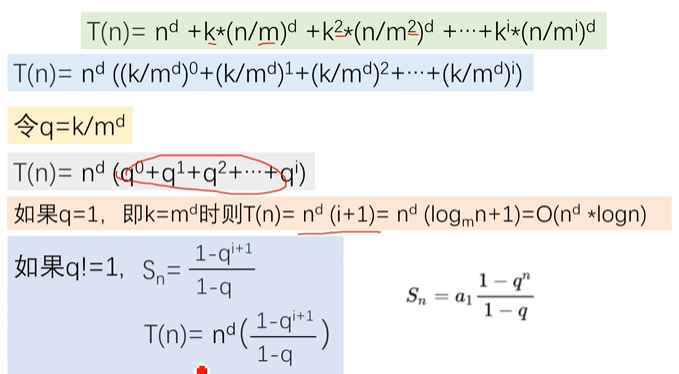 T(n)= nᵈ +k*(n/m)ᵈ +k²*(n/m²)ᵈ +···+kⁱ*(n/mⁱ)ᵈ
T(n)= nᵈ ((k/mᵈ)⁰+(k/mᵈ)¹+(k/mᵈ)²+···+(k/mᵈ)ⁱ)
令q=k/mᵈ
T(n)= nᵈ (q⁰+q¹+q²+···+qⁱ)
如果q=1，即k=mᵈ时则T(n)= nᵈ (i+1)= nᵈ (logₘn+1)=O(nᵈ *logn)
如果q!=1, Sₙ= (1-qⁱ⁺¹)/(1-q)
Sₙ = a₁ (1 − qⁿ)/(1 − q)
T(n)= nᵈ((1-qⁱ⁺¹)/(1-q))